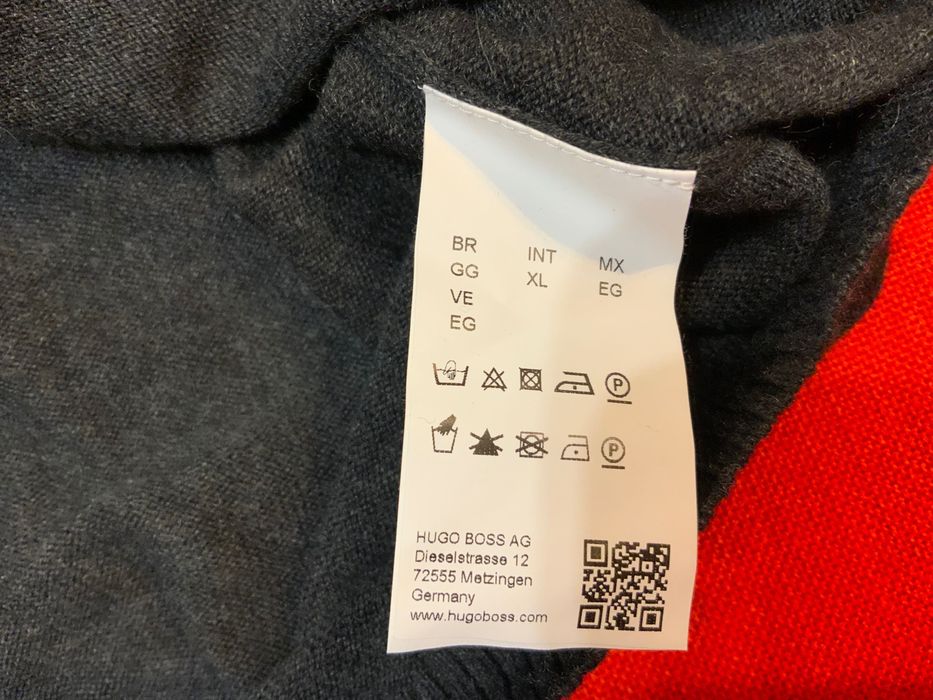 BR
GG
VE
EG
INT
XL
MX
EG
P
P
HUGO BOSS AG
Dieselstrasse 12
72555 Metzingen
Germany
www.hugoboss.com